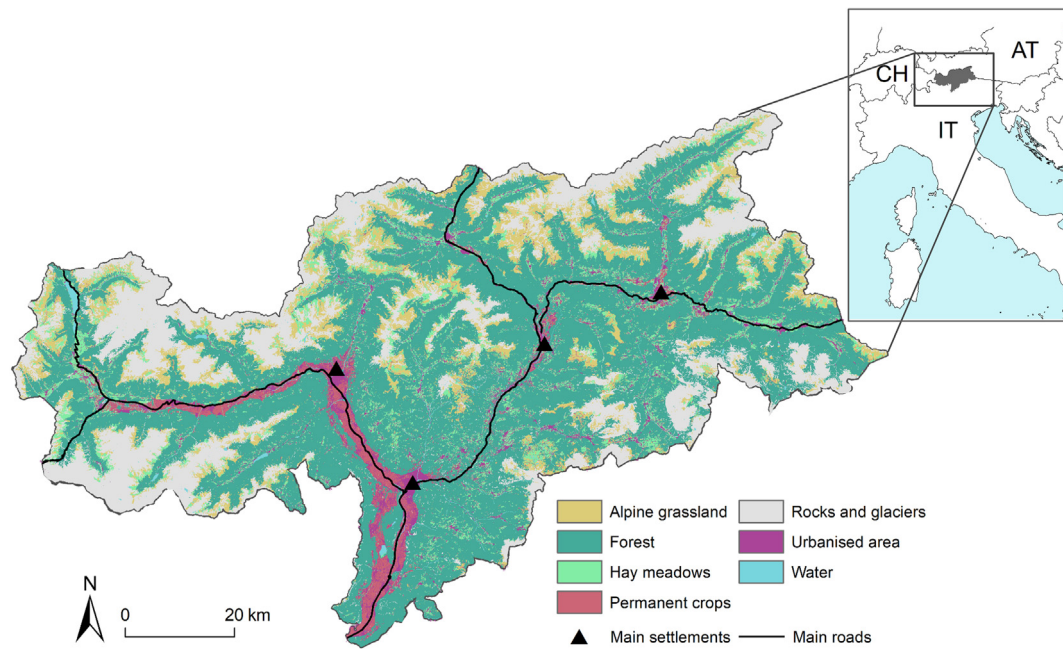 AT
CH
IT
Alpine grassland
Rocks and glaciers
Forest
Urbanised area
Hay meadows
Water
Permanent crops
Main settlements
Main roads
N
0 20 km